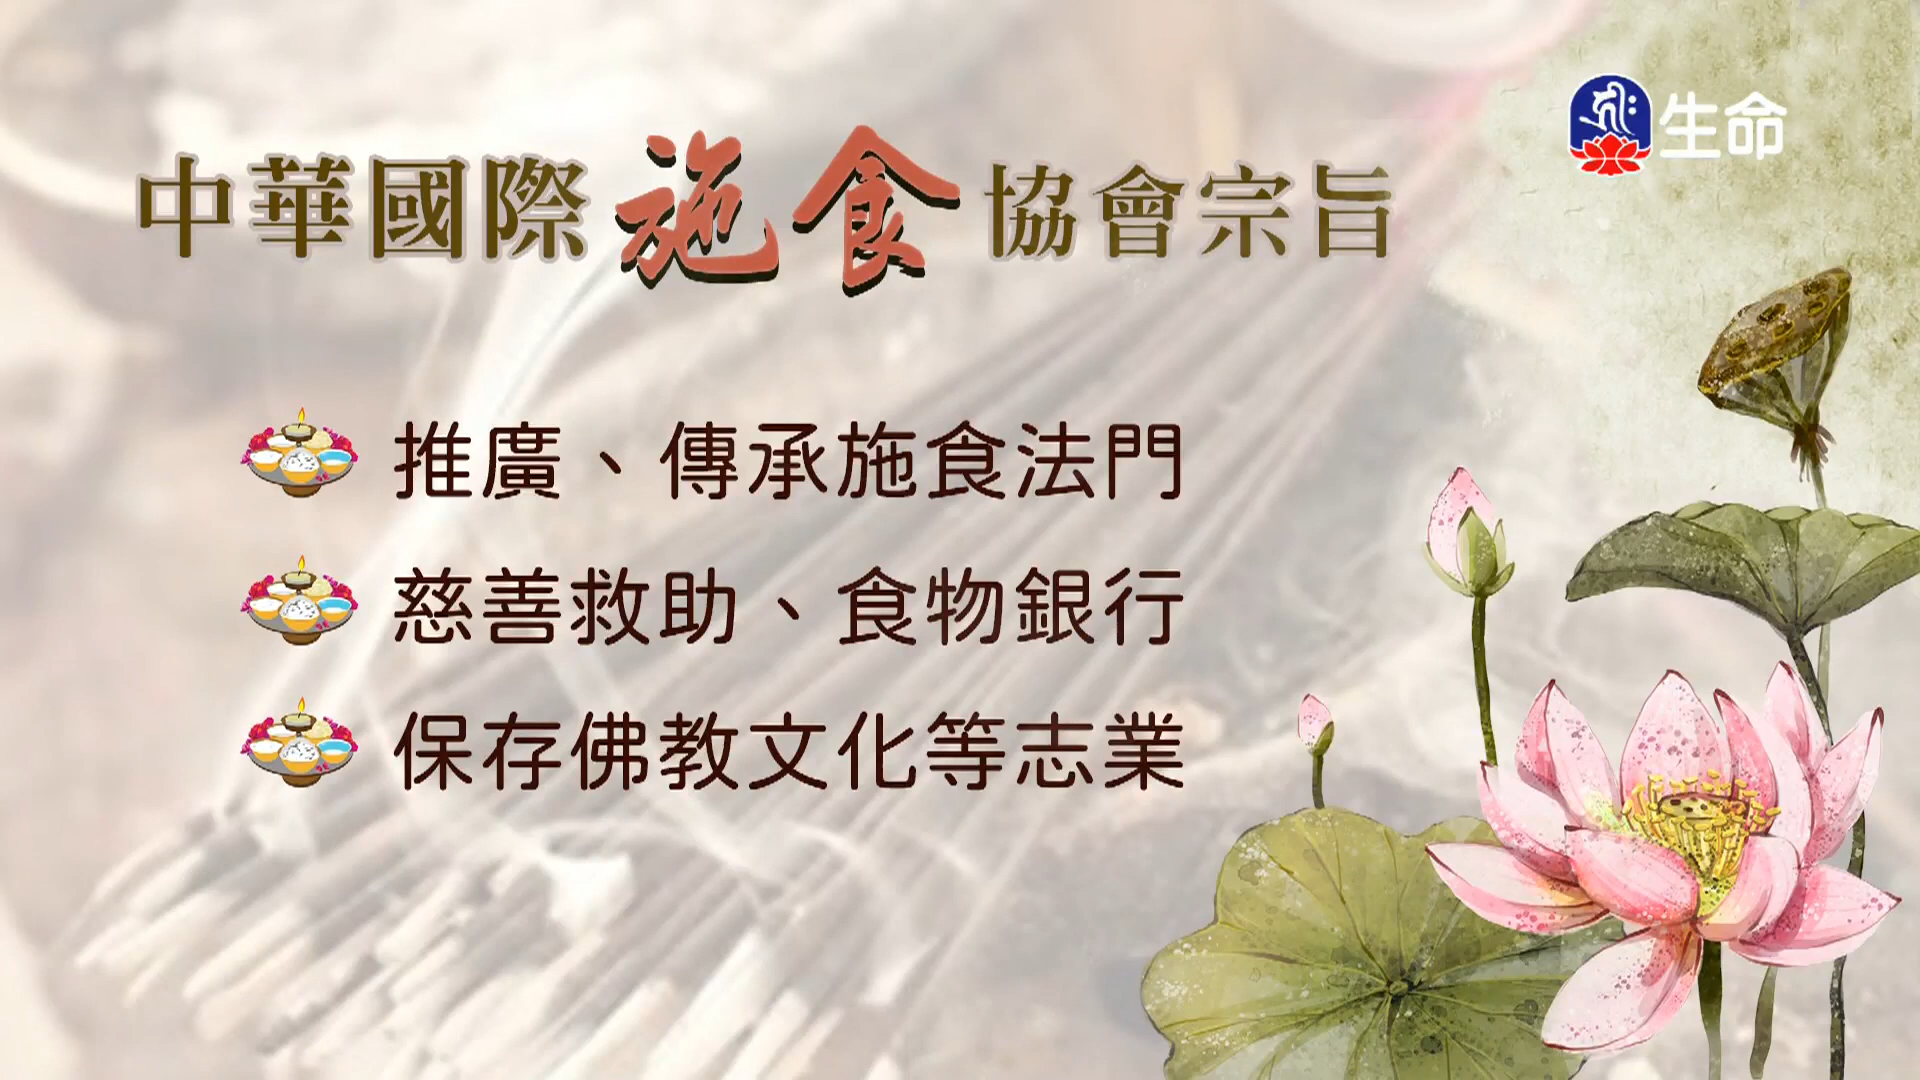 生命
中華國際施食協會宗旨
推廣、傳承施食法門
慈善救助、食物銀行
保存佛教文化等志業